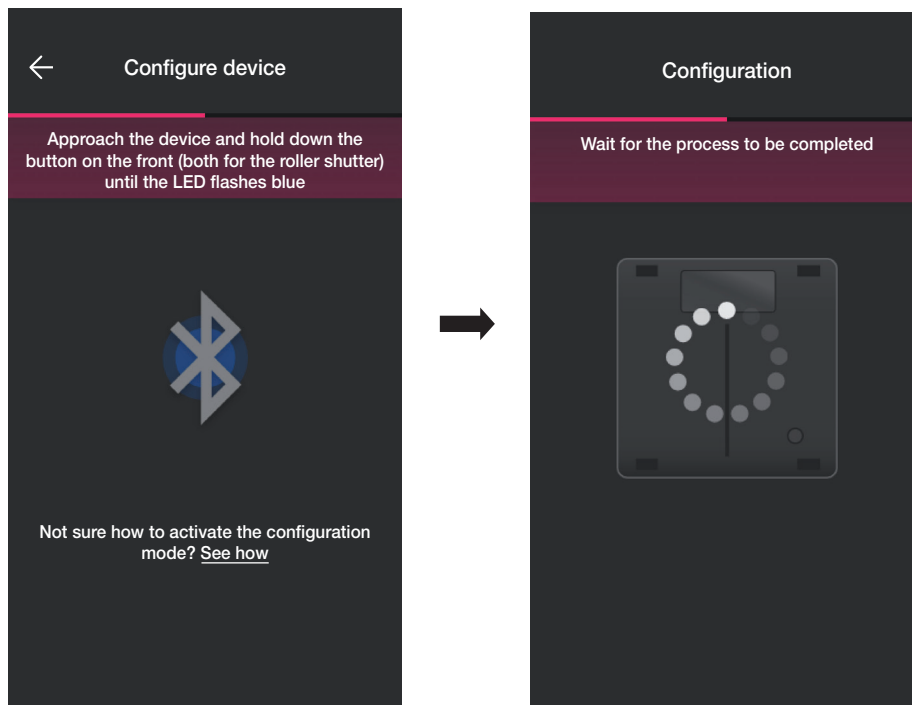 Configure device
Approach the device and hold down the
button on the front (both for the roller shutter)
until the LED flashes blue
Not sure how to activate the configuration
mode? See how
Configuration
Wait for the process to be completed